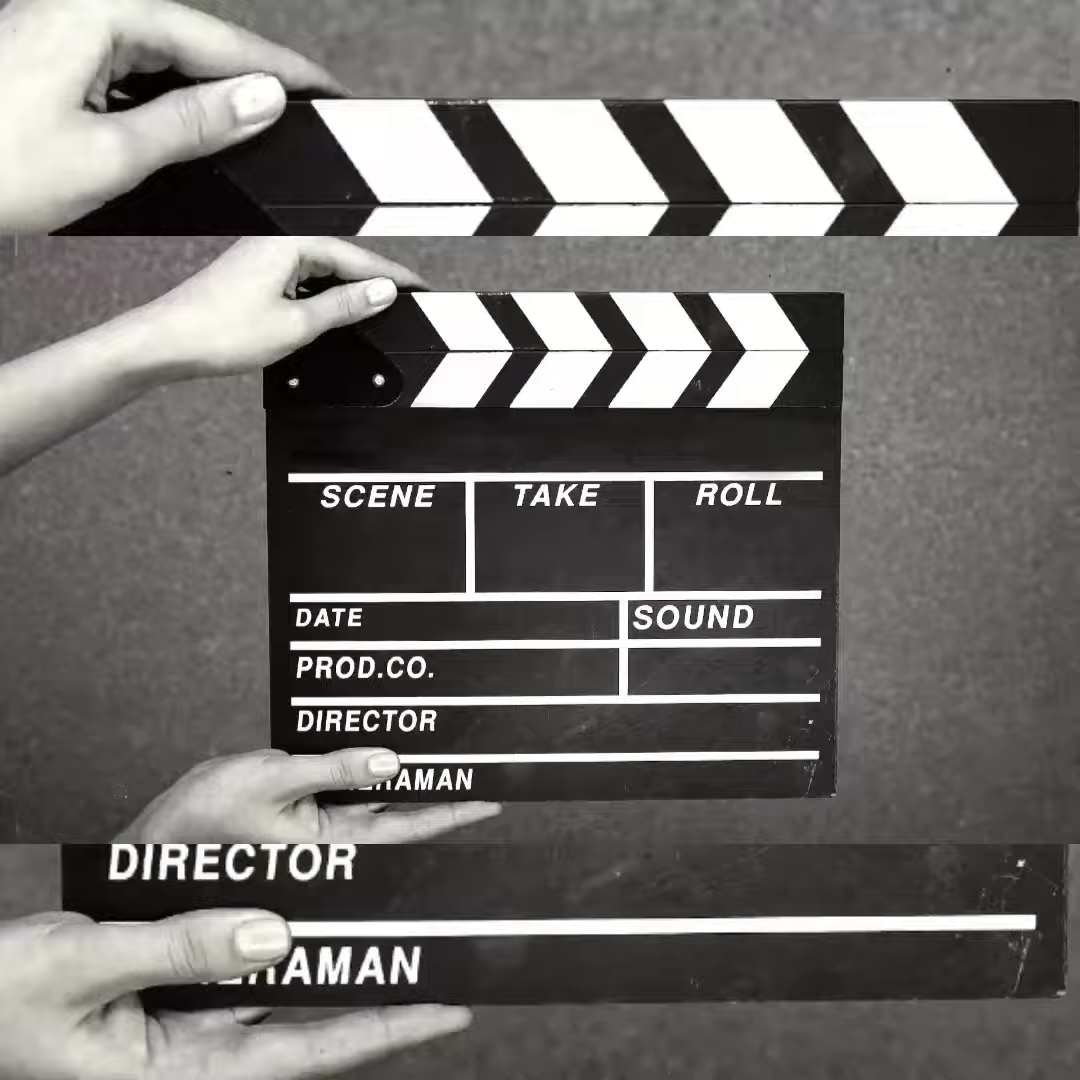 SCENE TAKE ROLL
DATE SOUND
PROD.CO.
DIRECTOR
DIRECTOR